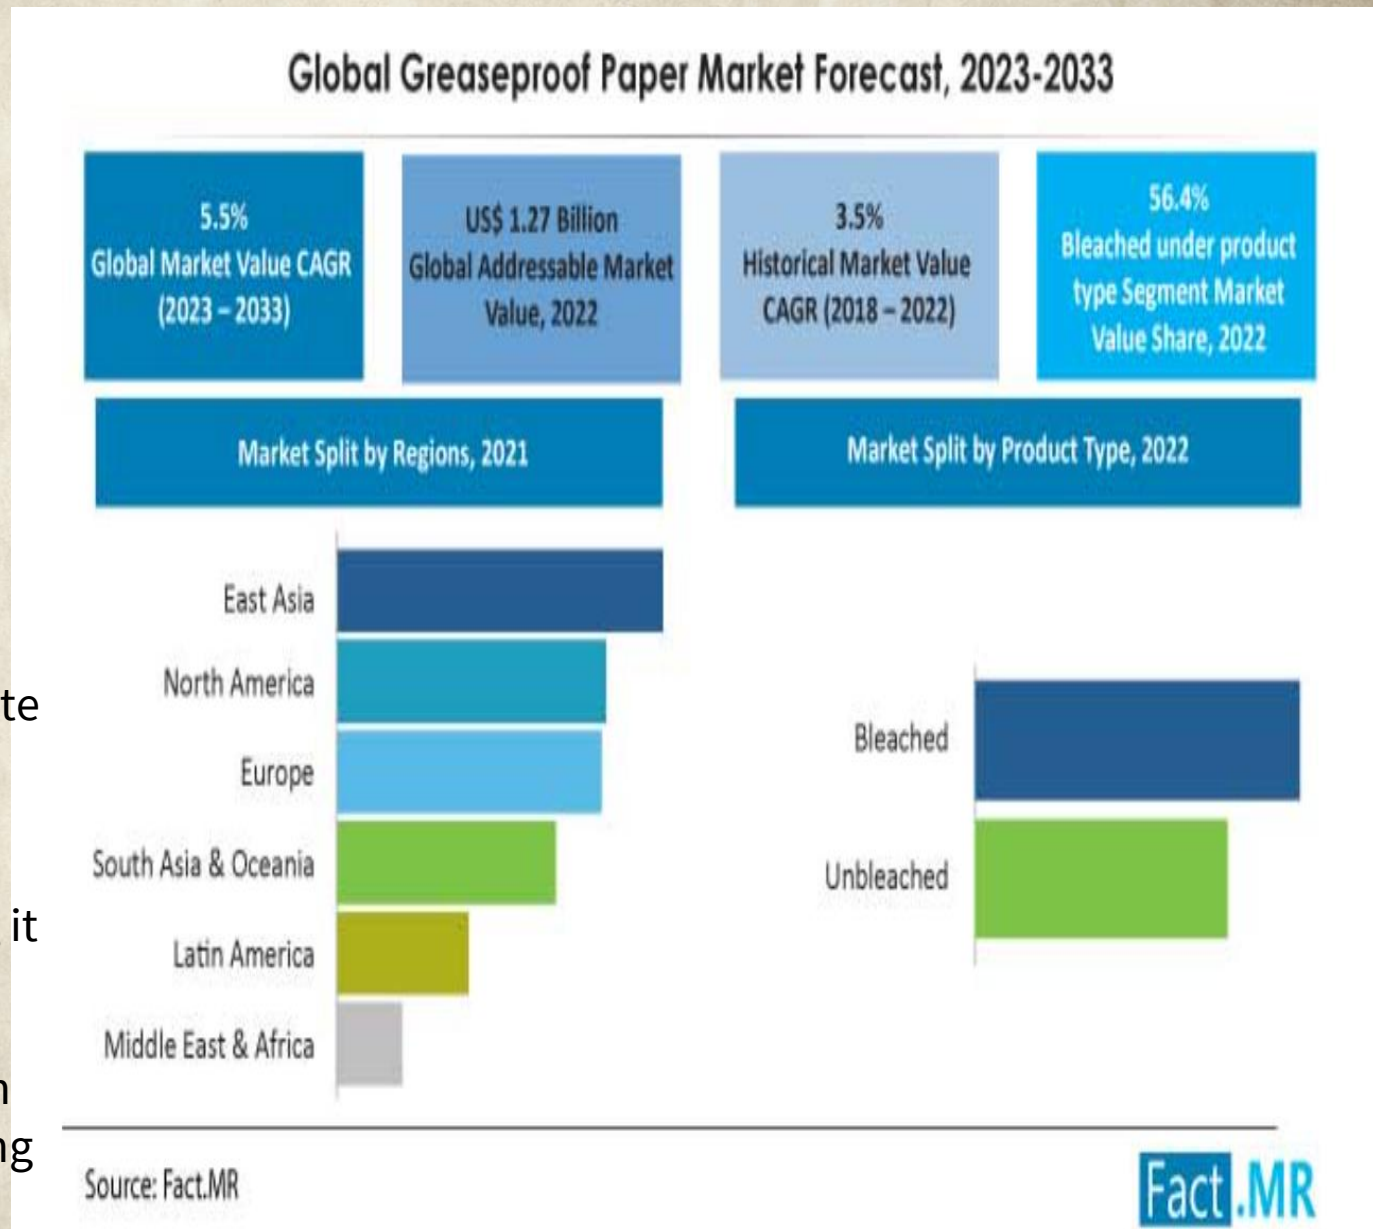 Global Greaseproof Paper Market Forecast, 2023-2033
5.5%
Global Market Value CAGR
(2023 – 2033)
US$ 1.27 Billion
Global Addressable Market
Value, 2022
3.5%
Historical Market Value
CAGR (2018 – 2022)
56.4%
Bleached under product
type Segment Market
Value Share, 2022
Market Split by Regions, 2021
East Asia
North America
Europe
South Asia & Oceania
Latin America
Middle East & Africa
Market Split by Product Type, 2022
Bleached
Unbleached
te
it
ng
Source: Fact.MR
Fact.MR